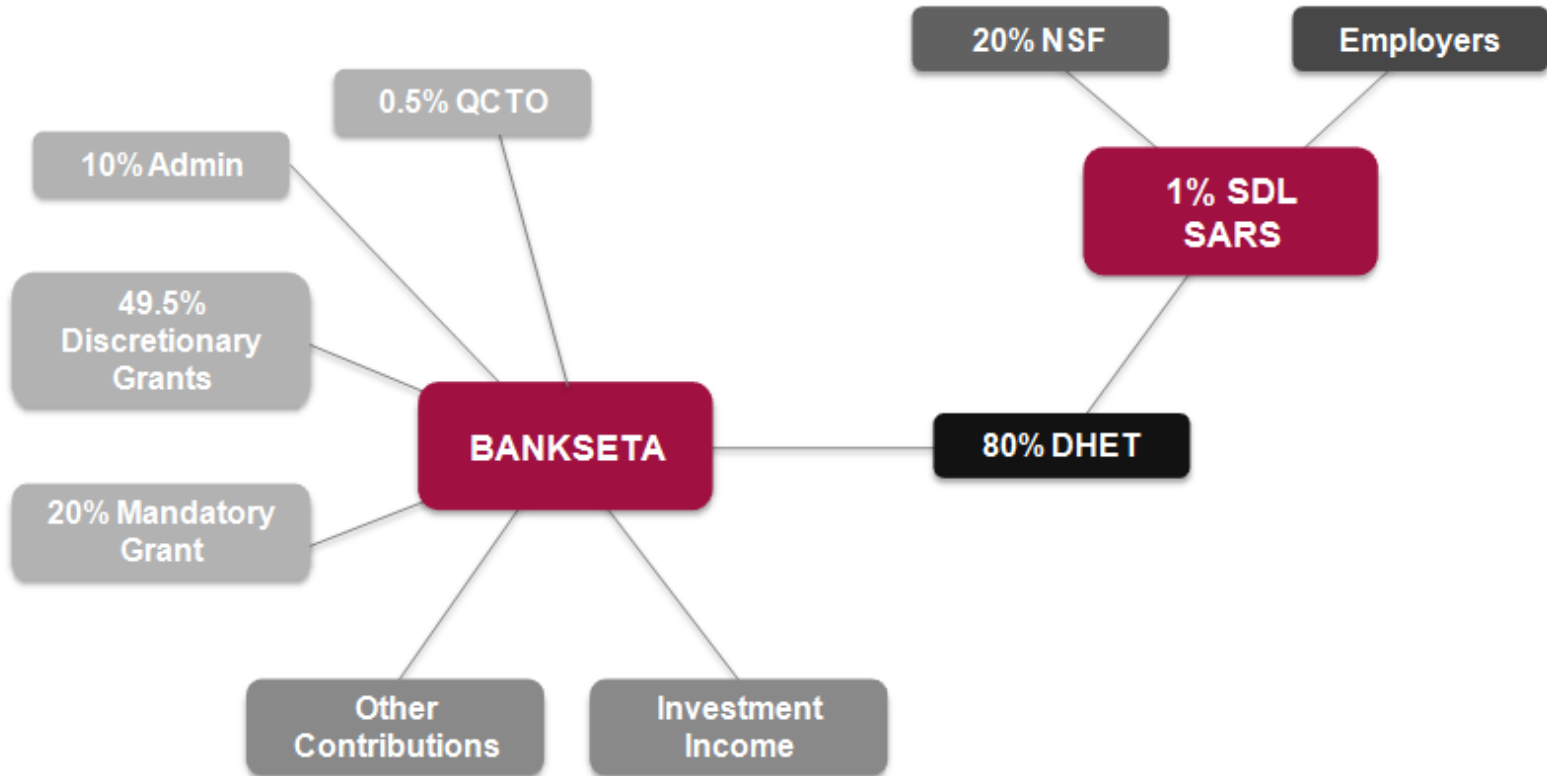 20% NSF
Employers
0.5% QCTO
10% Admin
1% SDL
SARS
49.5%
Discretionary
Grants
BANKSETA
80% DHET
20% Mandatory
Grant
Other
Contributions
Investment
Income